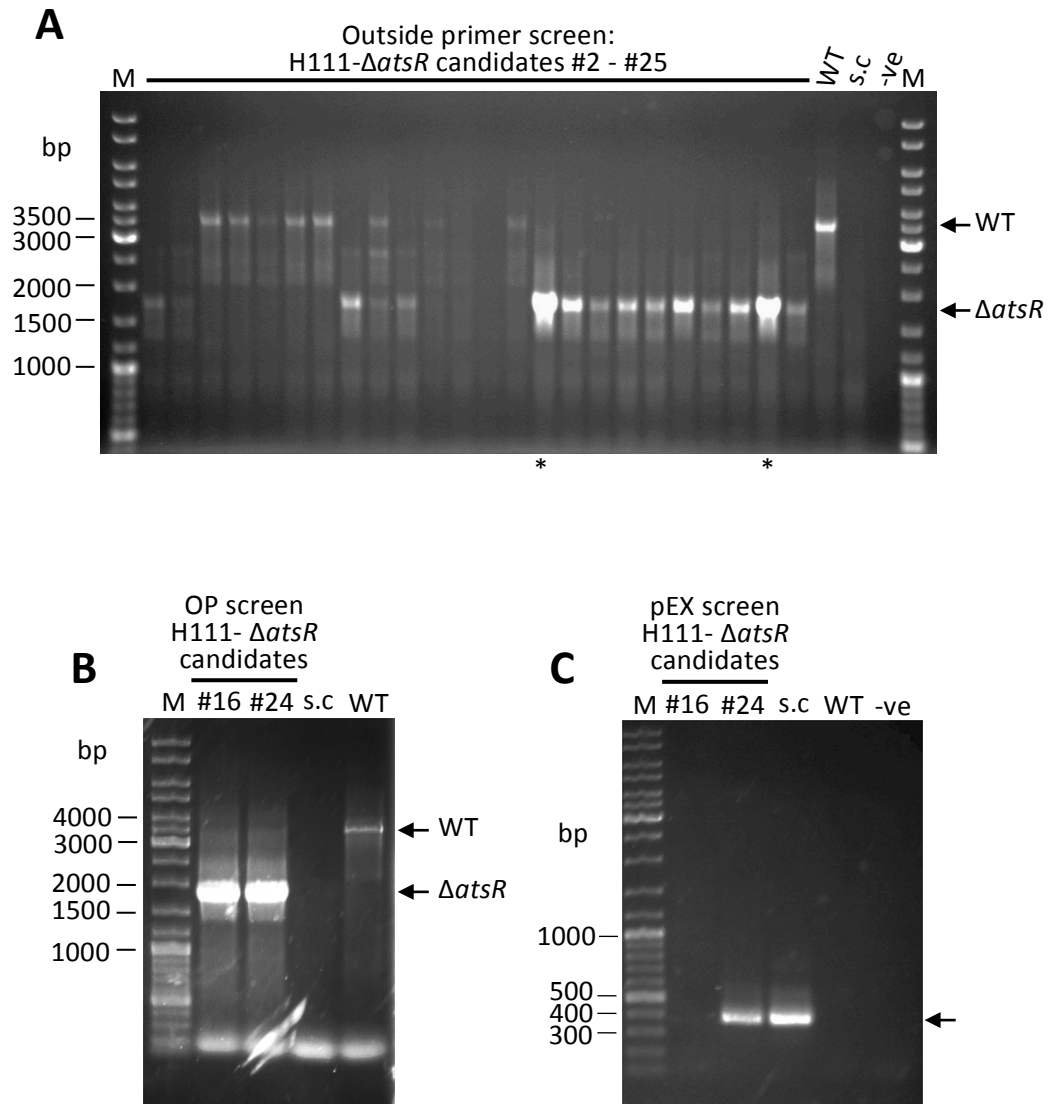 A
Outside primer screen:
H111-ΔatsR candidates #2 - #25
M
WT
s.c
-ve
M
bp
3500
3000
2000
1500
1000
WT
ΔatsR
*
*
B
OP screen
H111- ΔatsR
candidates
M #16 #24 s.c WT
bp
4000
3000
2000
1500
1000
WT
ΔatsR
C
pEX screen
H111- ΔatsR
candidates
M #16 #24 s.c WT -ve
bp
1000
500
400
300